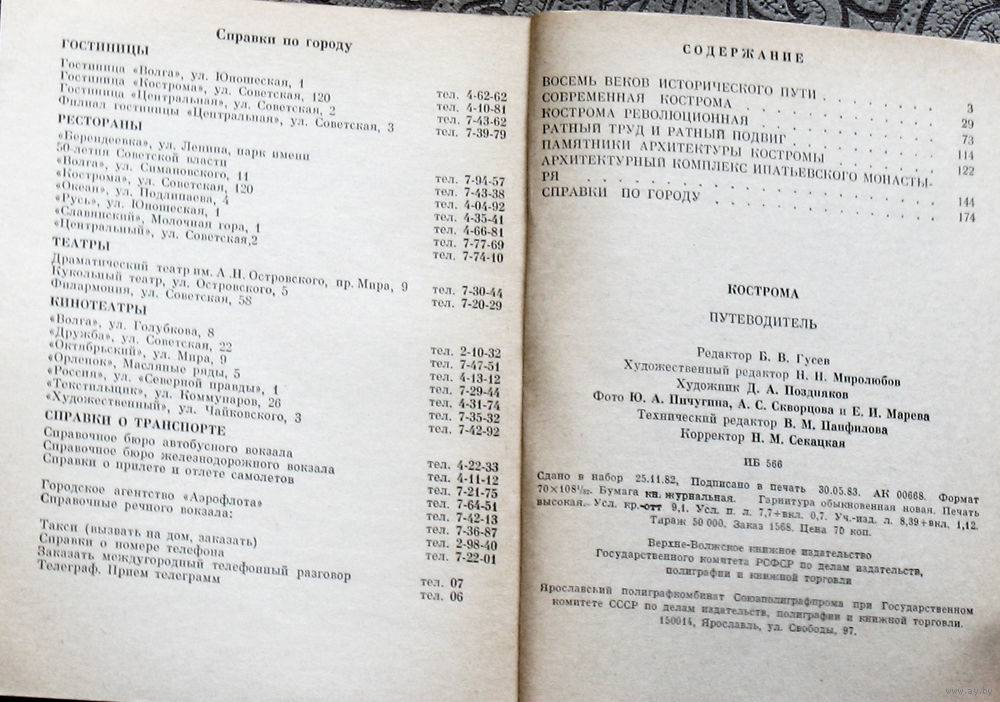 Справки по городу
ГОСТИНИЦЫ
Гостиница «Волга», ул. Юношеская, 1 тел. 4-62-62
Гостиница «Кострома», ул. Советская, 120 тел. 4-10-81
Гостиница «Центральная», ул. Советская, 2 тел. 7-43-62
Филиал гостиницы «Центральная», ул. Советская, 3 тел. 7-39-79
РЕСТОРАНЫ
«Берендеевка», ул. Ленина, парк имени
50-летия Советской власти тел. 7-94-57
«Волга», ул. Симановского, 11 тел. 7-43-38
«Кострома», ул. Советская, 120 тел. 4-04-92
«Океан», ул. Подлипаева, 4 тел. 4-35-41
«Русь», ул. Юношеская, 1 тел. 4-66-81
«Славянский», Молочная гора, 1 тел. 7-77-69
«Центральный», ул. Советская,2 тел. 7-74-10
ТЕАТРЫ
Драматический театр им. А .Н. Островского, пр. Мира, 9 тел. 7-30-44
Кукольный театр, ул. Островского, 5 тел. 7-20-29
Филармония, ул. Советская, 58
КИНОТЕАТРЫ
«Волга», ул. Голубкова, 8 тел. 2-10-32
«Дружба», ул. Советская, 22 тел. 7-47-51
«Октябрьский», ул. Мира, 9 тел. 4-13-12
«Орленок», Масляные ряды, 5 тел. 7-29-44
«Россия», ул. «Северной правды», 1 тел. 4-31-74
«Текстильщик», ул. Коммунаров, 26 тел. 7-35-32
«Художественный», ул. Чайковского, 3 тел. 7-42-92
СПРАВКИ О ТРАНСПОРТЕ
Справочное бюро автобусного вокзала тел. 4-22-33
Справочное бюро железнодорожного вокзала тел. 4-11-12
Справки о прилете и отлете самолетов тел. 7-21-75
Городское агентство «Аэрофлота» тел. 7-64-51
Справочные речного вокзала: тел. 7-42-13
тел. 7-36-87
Такси (вызвать на дом, заказать) тел. 2-98-40
Справки о номере телефона тел. 7-22-01
Заказать междугородный телефонный разговор тел. 07
Телеграф. Прием телеграмм тел. 06
СОДЕРЖАНИЕ
ВОСЕМЬ ВЕКОВ ИСТОРИЧЕСКОГО ПУТИ . . . . . 3
СОВРЕМЕННАЯ КОСТРОМА . . . . . . . . 29
КОСТРОМА РЕВОЛЮЦИОННАЯ . . . . . . . 73
РАТНЫЙ ТРУД И РАТНЫЙ ПОДВИГ . . . . . . 114
ПАМЯТНИКИ АРХИТЕКТУРЫ КОСТРОМЫ . . . . . 122
АРХИТЕКТУРНЫЙ КОМПЛЕКС ИПАТЬЕВСКОГО МОНАСТЫ-
РЯ . . . . . . . . . . . . 144
СПРАВКИ ПО ГОРОДУ . . . . . . . . . 174
КОСТРОМА
ПУТЕВОДИТЕЛЬ
Редактор Б. В. Гусев
Художественный редактор Н. П. Миролюбов
Художник Д. А. Поздняков
Фото Ю. А. Пичугина, А. С. Скворцова и Е. И. Марева
Технический редактор В. М. Панфилова
Корректор Н. М. Секацкая
ИБ 566
Сдано в набор 25.11.82, Подписано в печать 30.05.83. АК 00668. Формат
70×108¹/₃₂. Бумага кн. журнальная. Гарнитура обыкновенная новая. Печать
высокая. Усл. кр.-отт 9,1. Усл. п. л. 7,7+вкл. 0,7. Уч.-изд. л. 8,39+вкл. 1,12.
Тираж 50 000. Заказ 1568. Цена 70 коп.
Верхне-Волжское книжное издательство
Государственного комитета РСФСР по делам издательств,
полиграфии и книжной торговли
Ярославский полиграфкомбинат Союзполиграфпрома при Государственном
комитете СССР по делам издательств, полиграфии и книжной торговли.
150014, Ярославль, ул. Свободы, 97.
www.ay.by